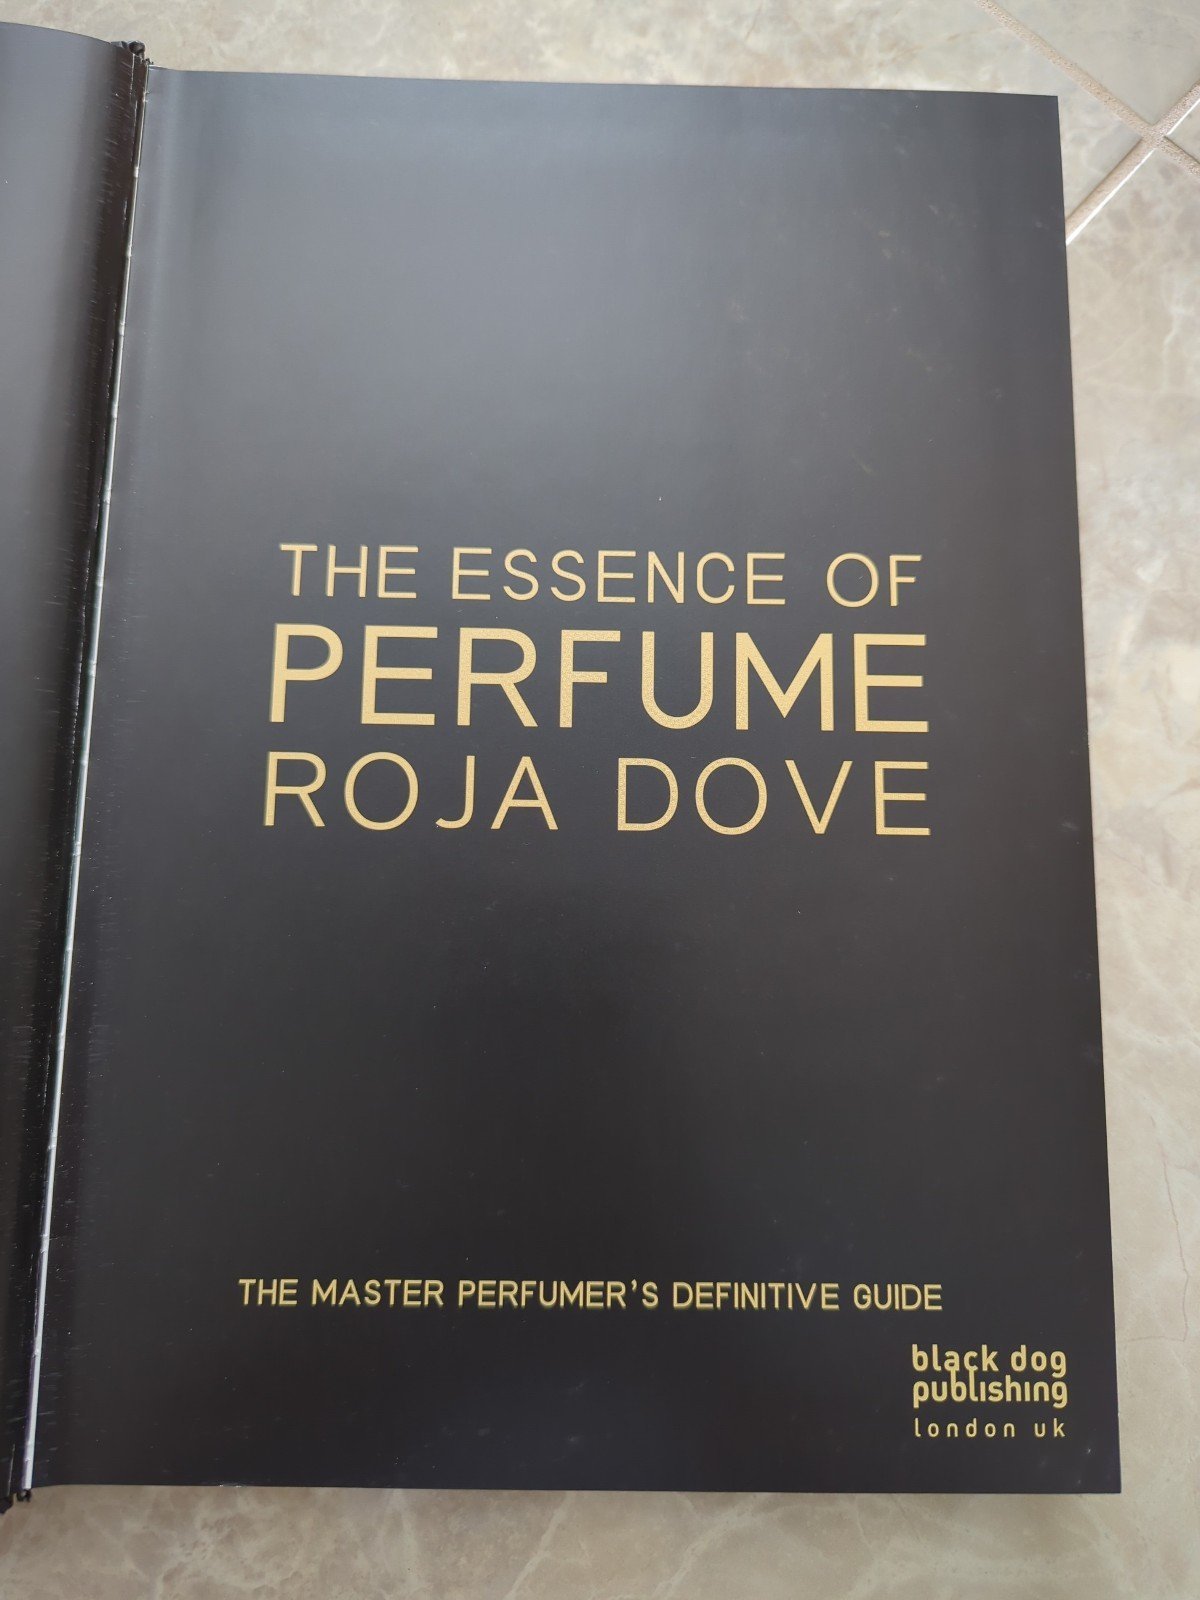 THE ESSENCE OF
PERFUME
ROJA DOVE
THE MASTER PERFUMER'S DEFINITIVE GUIDE
black dog
publishing
london uk